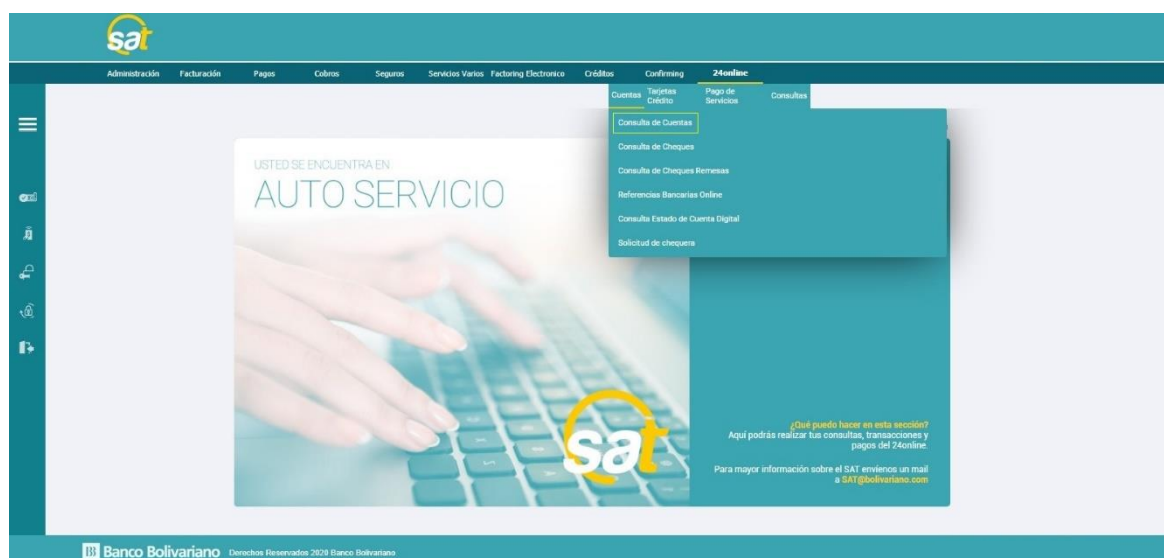 sat
Administración Facturación Pagos Cobros Seguros Servicios Varios Factoring Electronico Créditos Confirming 24online
Cuentas Tarjetas Crédito Pago de Servicios Consultas
Consulta de Cuentas
Consulta de Cheques
Consulta de Cheques Remesas
Referencias Bancarias Online
Consulta Estado de Cuenta Digital
Solicitud de chequera
USTED SE ENCUENTRA EN
AUTO SERVICIO
sat
¿Qué puedo hacer en esta sección?
Aquí podrás realizar tus consultas, transacciones y
pagos del 24online.
Para mayor información sobre el SAT envíenos un mail
a SAT@bolivariano.com
Banco Bolivariano Derechos Reservados 2020 Banco Bolivariano